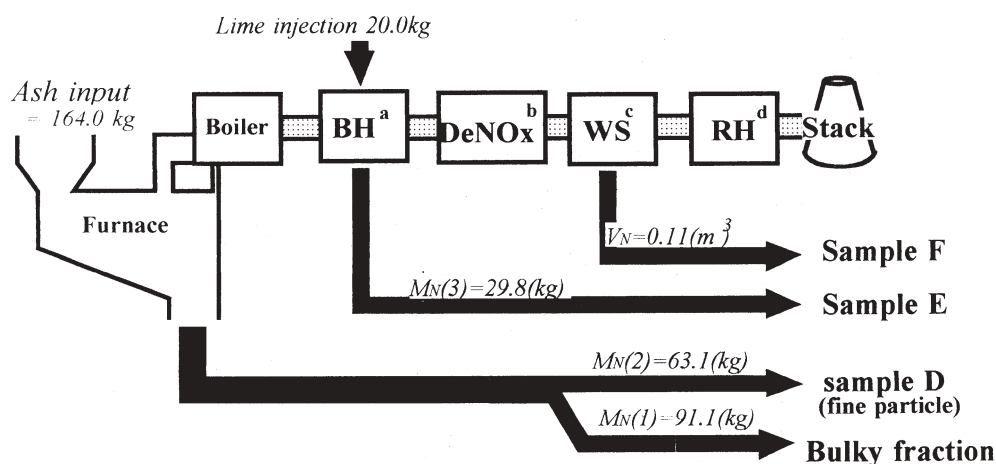 Lime injection 20.0kg
Ash input
= 164.0 kg
Boiler
BH a
DeNOx b
WS c
RH d
Stack
Furnace
VN=0.11(m3)
Sample F
MN(3)=29.8(kg)
Sample E
MN(2)=63.1(kg)
sample D
(fine particle)
MN(1)=91.1(kg)
Bulky fraction